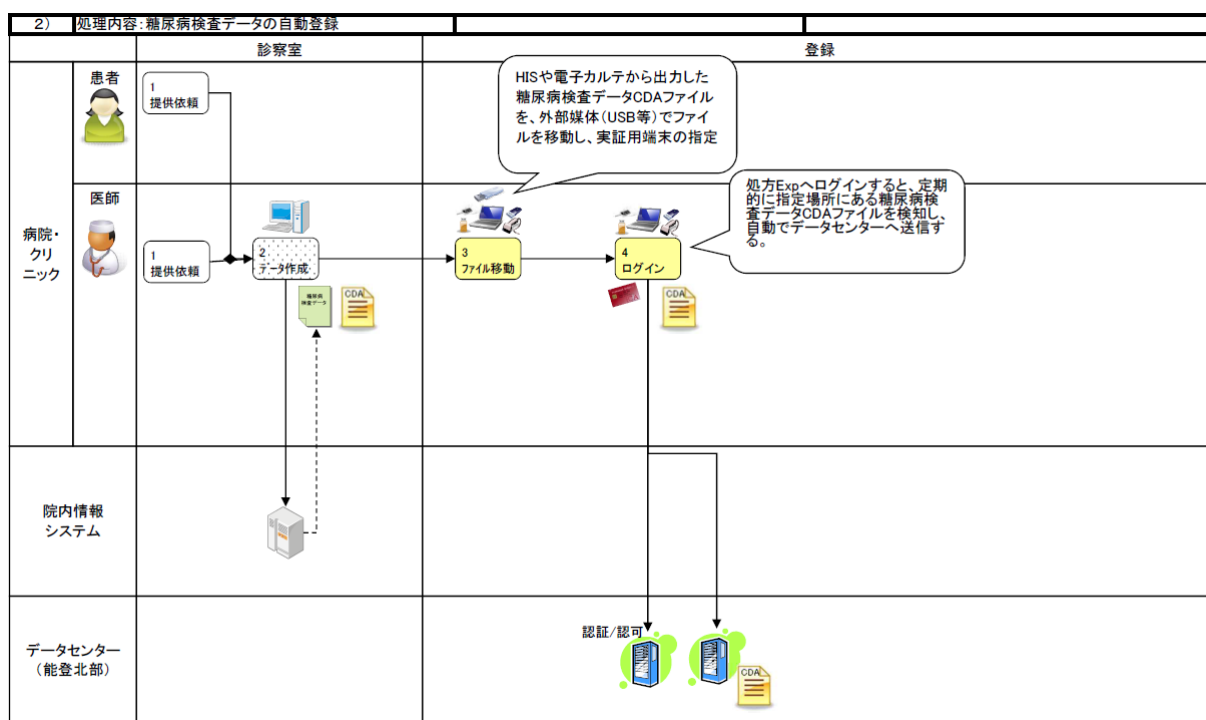 2） 処理内容：糖尿病検査データの自動登録
診察室
登録
患者
1
提供依頼
HISや電子カルテから出力した
糖尿病検査データCDAファイル
を、外部媒体（USB等）でファイ
ルを移動し、実証用端末の指定
病院・
クリ
ニック
医師
1
提供依頼
2
データ作成
3
ファイル移動
4
ログイン
処方Expへログインすると、定期
的に指定場所にある糖尿病検
査データCDAファイルを検知し、
自動でデータセンターへ送信す
る。
糖尿病
検査データ
CDA
CDA
院内情報
システム
データセンター
（能登北部）
認証/認可
CDA